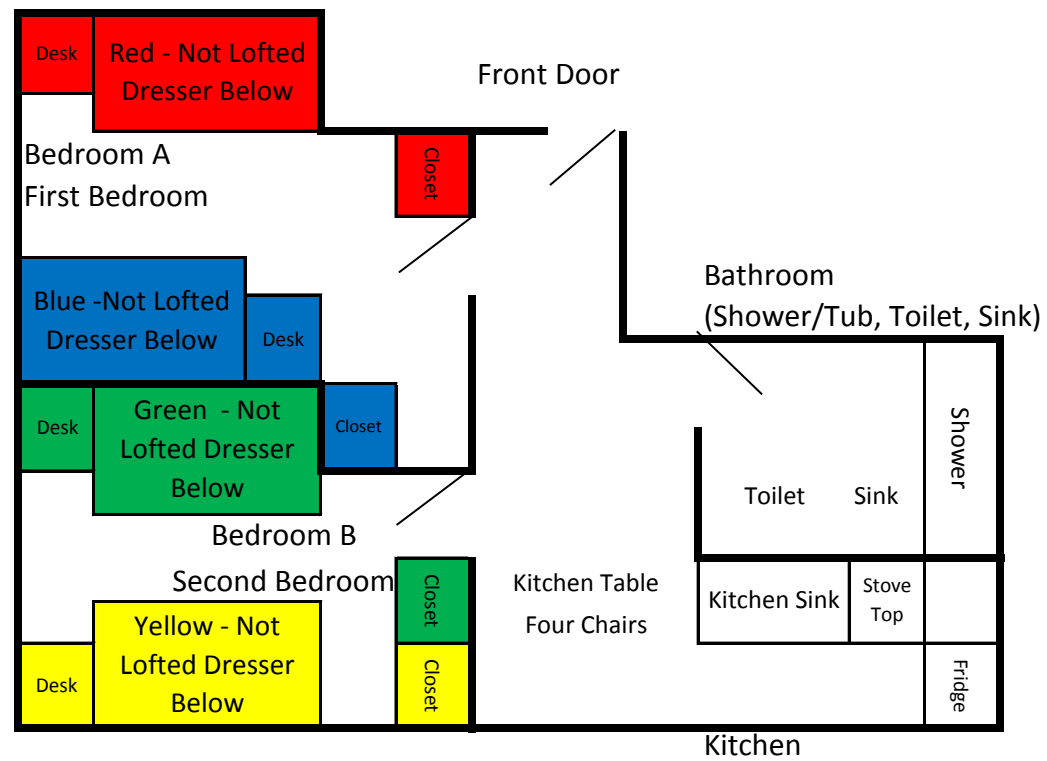 Desk
Red - Not Lofted
Dresser Below
Front Door
Closet
Bedroom A
First Bedroom
Blue -Not Lofted
Dresser Below
Desk
Bathroom
(Shower/Tub, Toilet, Sink)
Desk
Green - Not
Lofted Dresser
Below
Closet
Shower
Toilet
Sink
Bedroom B
Second Bedroom
Closet
Kitchen Table
Four Chairs
Kitchen Sink
Stove
Top
Desk
Yellow - Not
Lofted Dresser
Below
Closet
Fridge
Kitchen